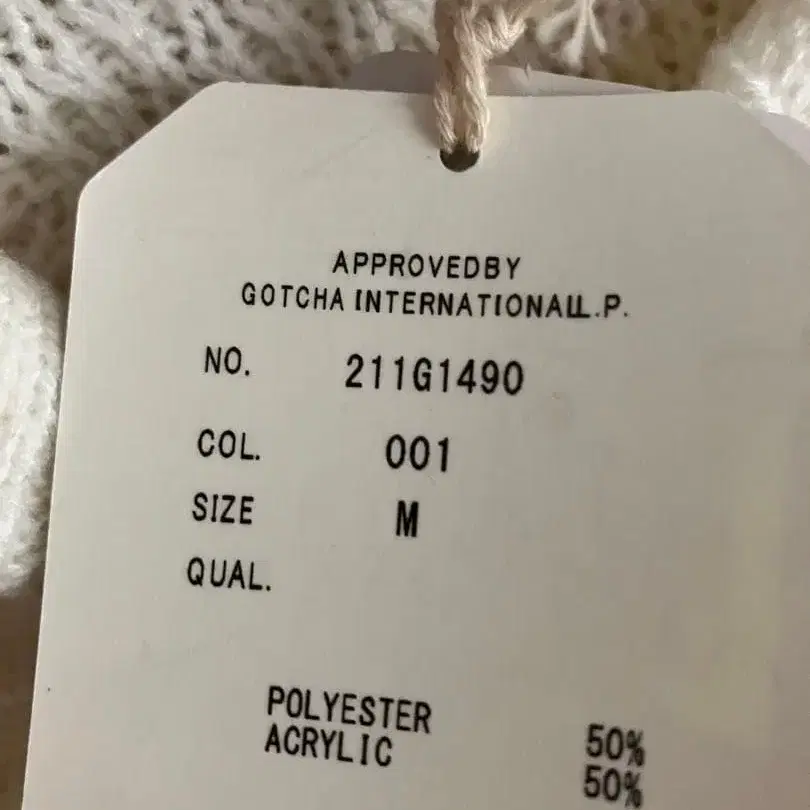 APPROVEDBY
GOTCHA INTERNATIONALL.P.
NO. 211G1490
COL. 001
SIZE M
QUAL.
POLYESTER 50%
ACRYLIC 50%